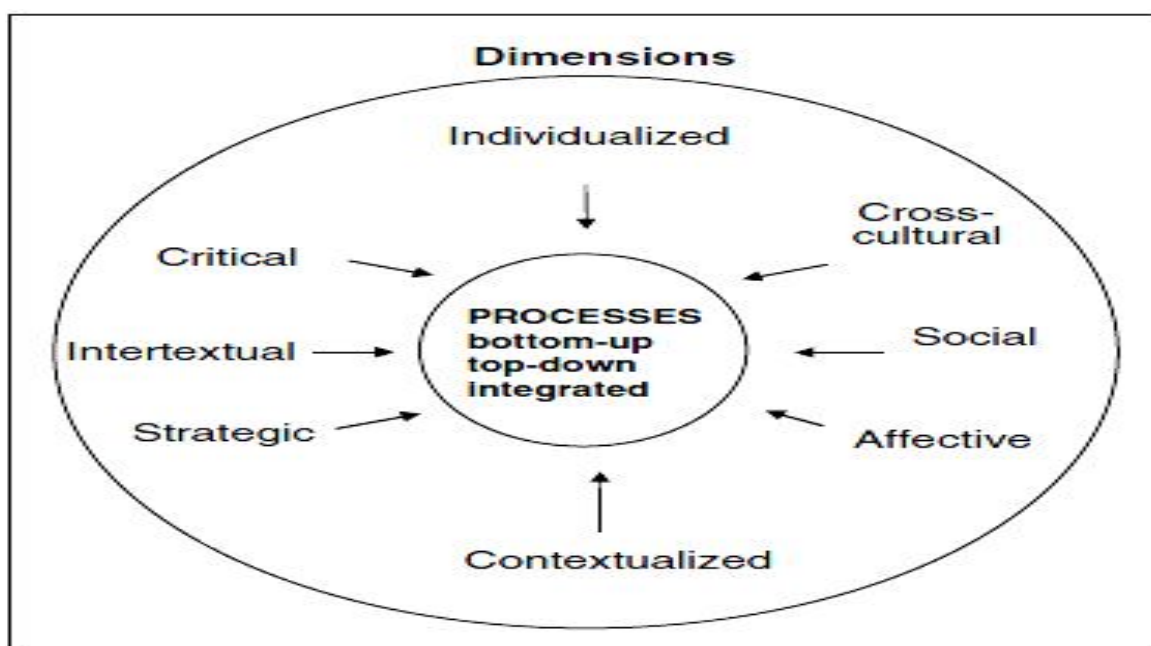 Dimensions
Individualized
Cross-
cultural
Critical
PROCESSES
bottom-up
top-down
integrated
Intertextual
Social
Strategic
Affective
Contextualized